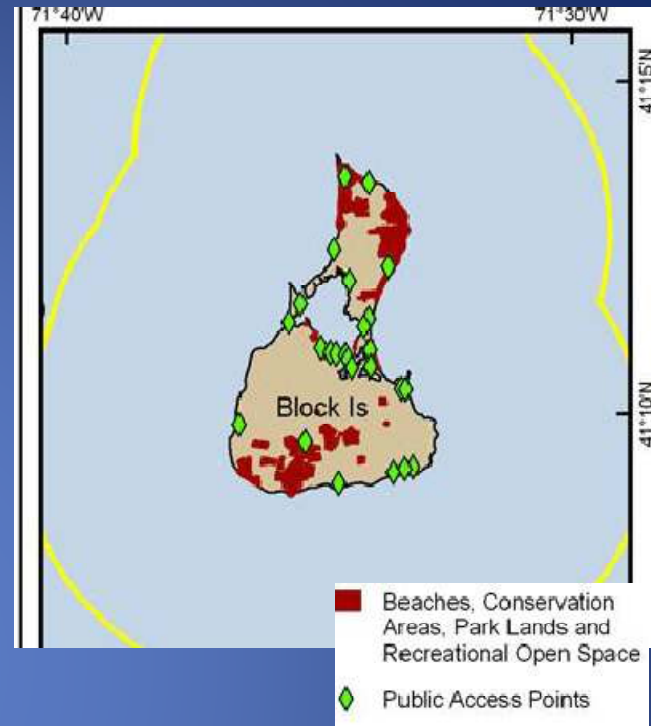 71°40'W
71°30'W
41°15'N
Block Is
41°10'N
Beaches, Conservation
Areas, Park Lands and
Recreational Open Space
Public Access Points